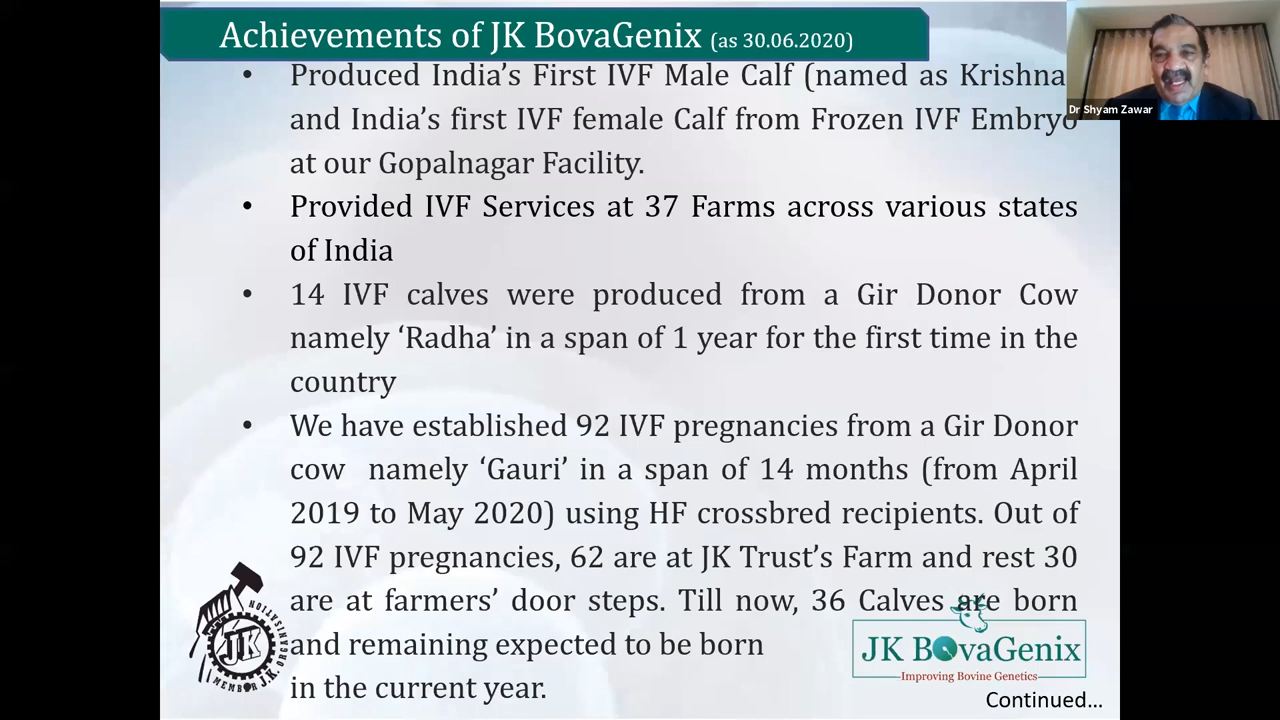 Achievements of JK BovaGenix (as 30.06.2020)
Dr Shyam Zawar
• Produced India’s First IVF Male Calf (named as Krishna
and India’s first IVF female Calf from Frozen IVF Embryo
at our Gopalnagar Facility.
• Provided IVF Services at 37 Farms across various states
of India
• 14 IVF calves were produced from a Gir Donor Cow
namely ‘Radha’ in a span of 1 year for the first time in the
country
• We have established 92 IVF pregnancies from a Gir Donor
cow namely ‘Gauri’ in a span of 14 months (from April
2019 to May 2020) using HF crossbred recipients. Out of
92 IVF pregnancies, 62 are at JK Trust’s Farm and rest 30
are at farmers’ door steps. Till now, 36 Calves are born
and remaining expected to be born
in the current year.
JK
MEMBER J.K. ORGANISATION
JK BovaGenix
Improving Bovine Genetics
Continued...